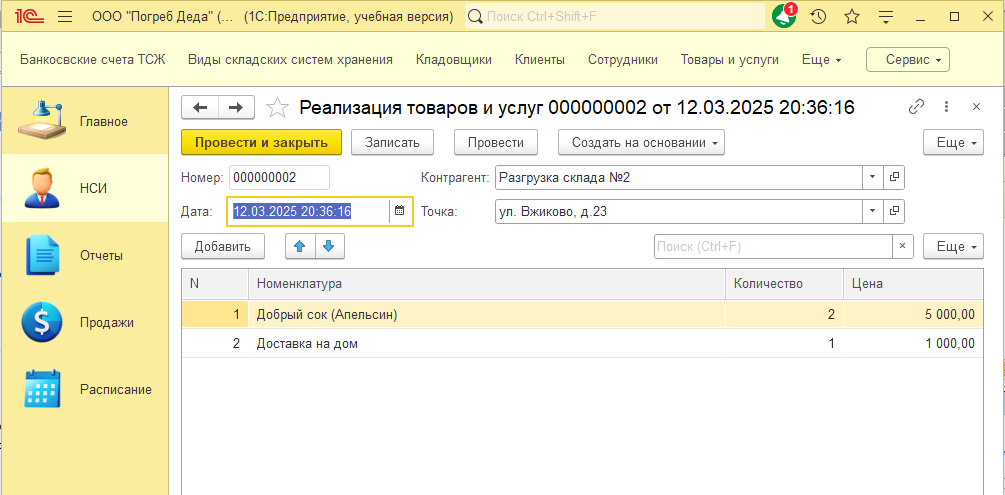 1С ООО "Погреб Деда" (... (1С:Предприятие, учебная версия) Поиск Ctrl+Shift+F 1
Банкосвские счета ТСЖ Виды складских систем хранения Кладовщики Клиенты Сотрудники Товары и услуги Еще Сервис
Главное
НСИ
Отчеты
Продажи
Расписание
Реализация товаров и услуг 000000002 от 12.03.2025 20:36:16
Провести и закрыть Записать Провести Создать на основании Еще
Номер: 000000002 Контрагент: Разгрузка склада №2
Дата: 12.03.2025 20:36:16 Точка: ул. Вжиково, д.23
Добавить Поиск (Ctrl+F) × Еще
N Номенклатура Количество Цена
1 Добрый сок (Апельсин) 2 5 000,00
2 Доставка на дом 1 1 000,00